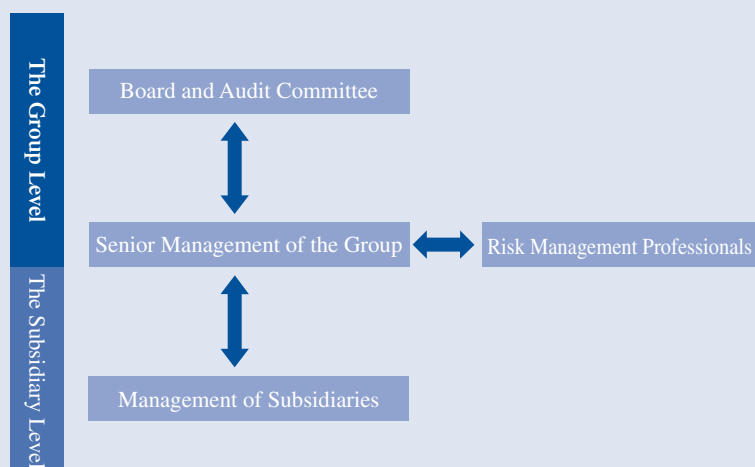 The Group Level
Board and Audit Committee
Senior Management of the Group
Risk Management Professionals
The Subsidiary Level
Management of Subsidiaries